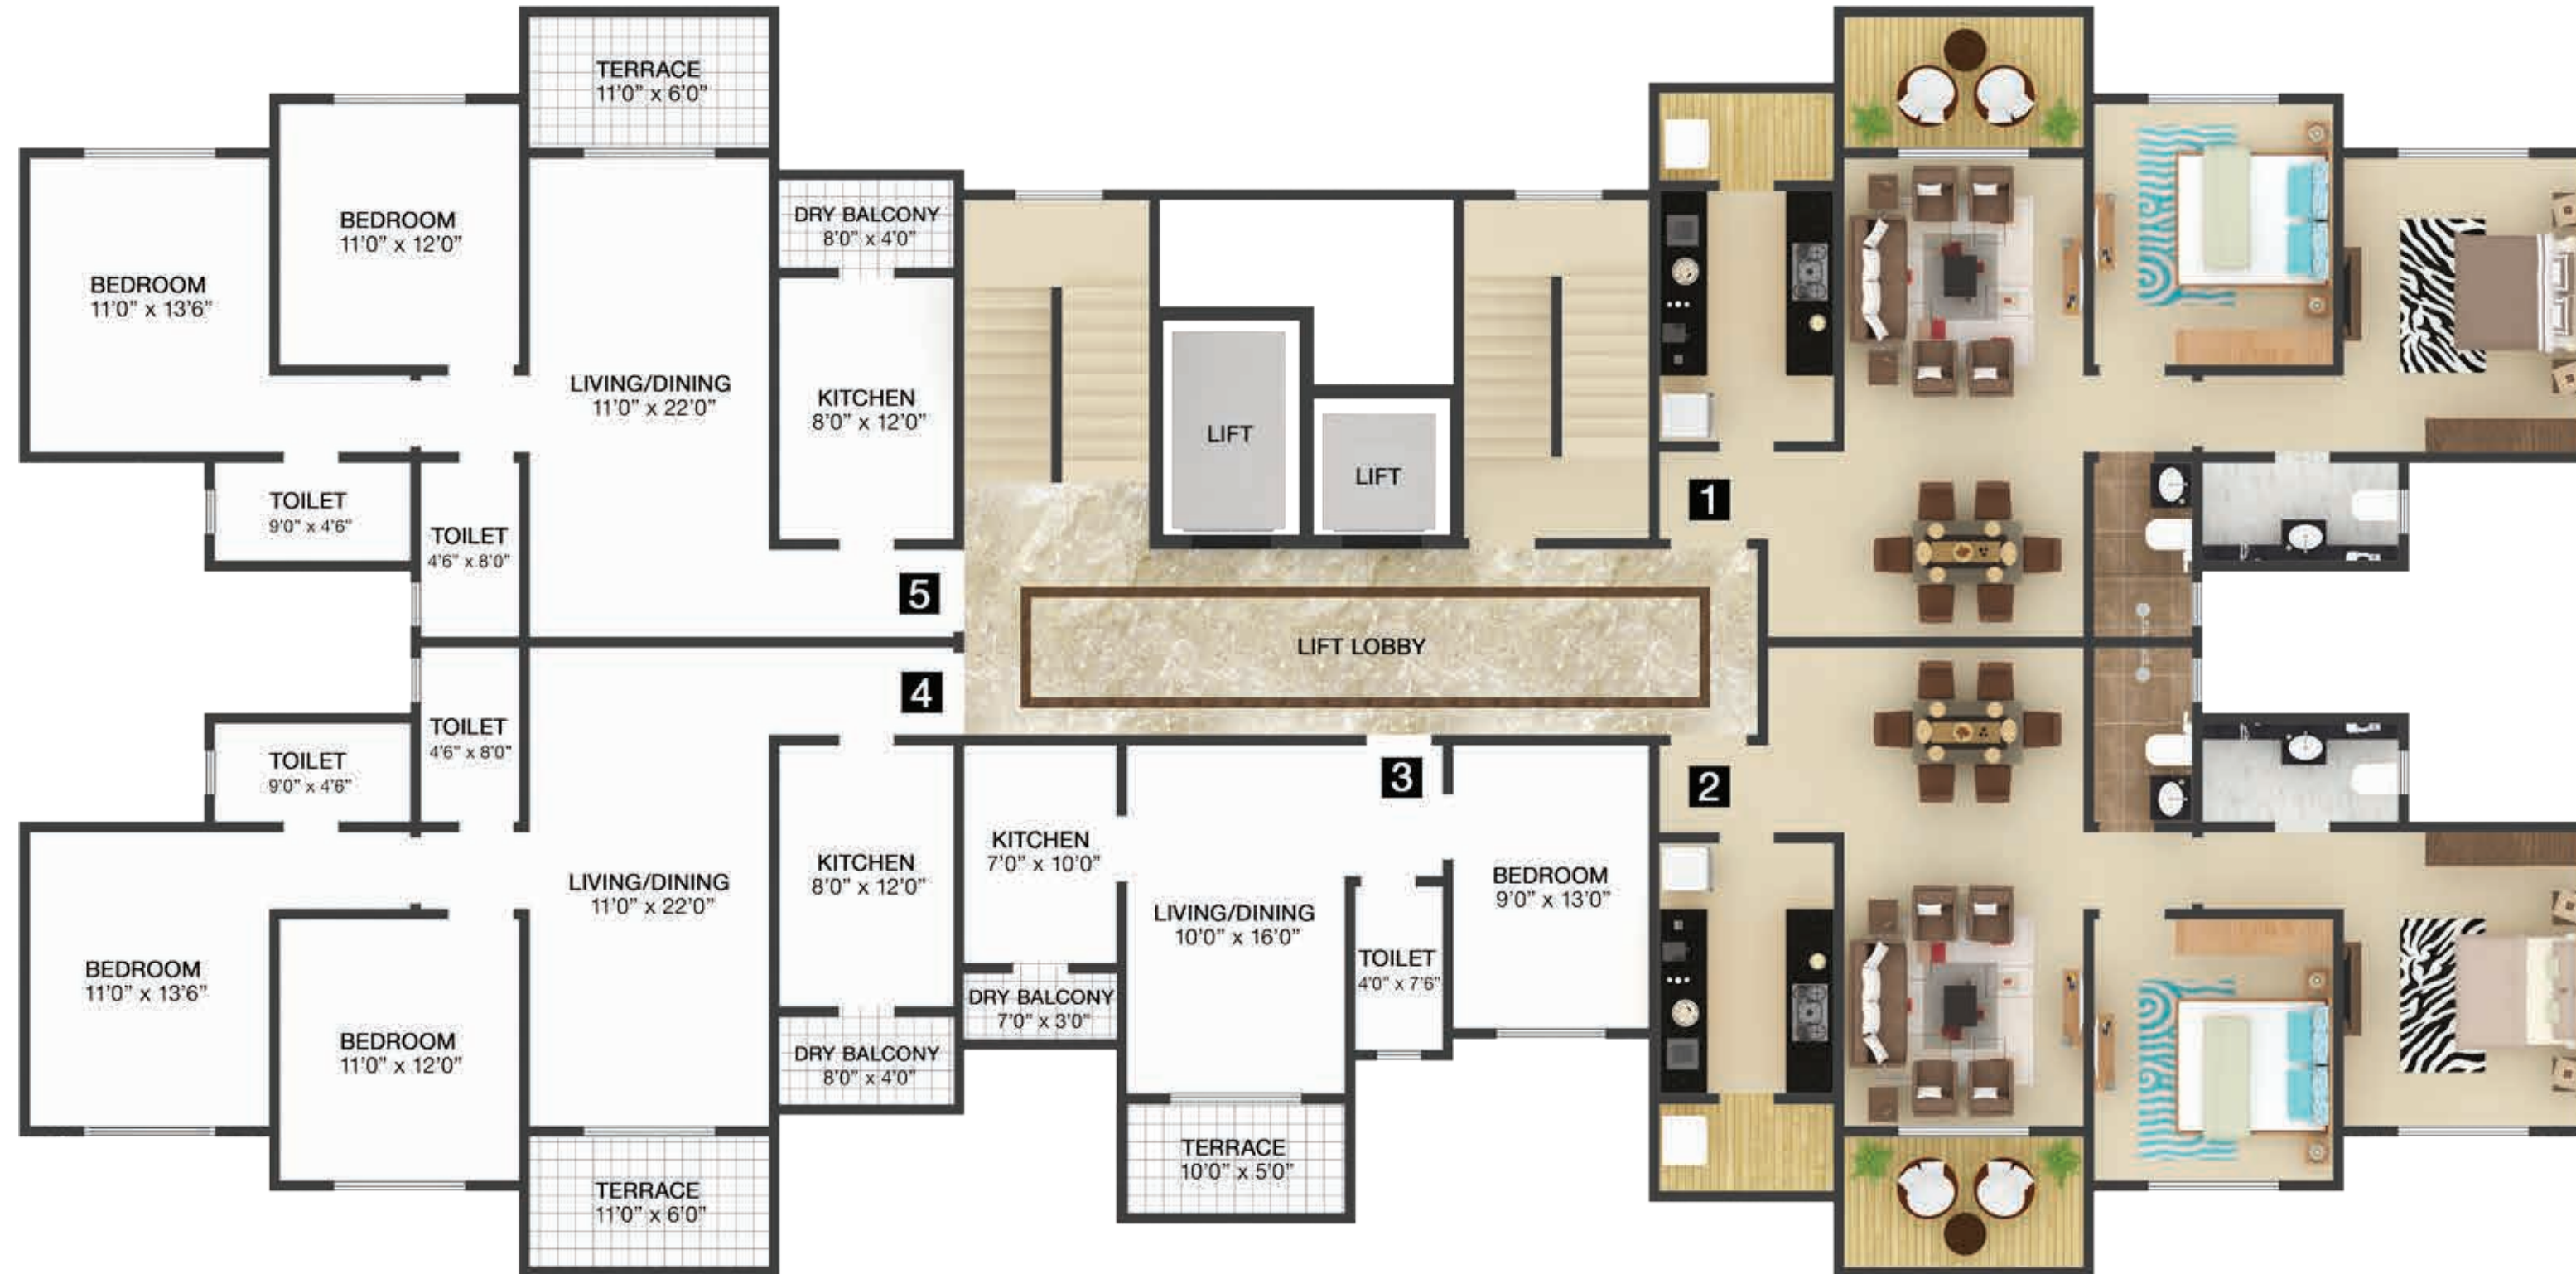 TERRACE
11'0" x 6'0"
BEDROOM
11'0" x 12'0"
DRY BALCONY
8'0" x 4'0"
BEDROOM
11'0" x 13'6"
LIVING/DINING
11'0" x 22'0"
KITCHEN
8'0" x 12'0"
LIFT
LIFT
TOILET
9'0" x 4'6"
TOILET
4'6" x 8'0"
1
5
LIFT LOBBY
4
TOILET
4'6" x 8'0"
TOILET
9'0" x 4'6"
3
2
KITCHEN
7'0" x 10'0"
KITCHEN
8'0" x 12'0"
LIVING/DINING
11'0" x 22'0"
BEDROOM
9'0" x 13'0"
LIVING/DINING
10'0" x 16'0"
TOILET
4'0" x 7'6"
BEDROOM
11'0" x 13'6"
DRY BALCONY
7'0" x 3'0"
BEDROOM
11'0" x 12'0"
DRY BALCONY
8'0" x 4'0"
TERRACE
10'0" x 5'0"
TERRACE
11'0" x 6'0"